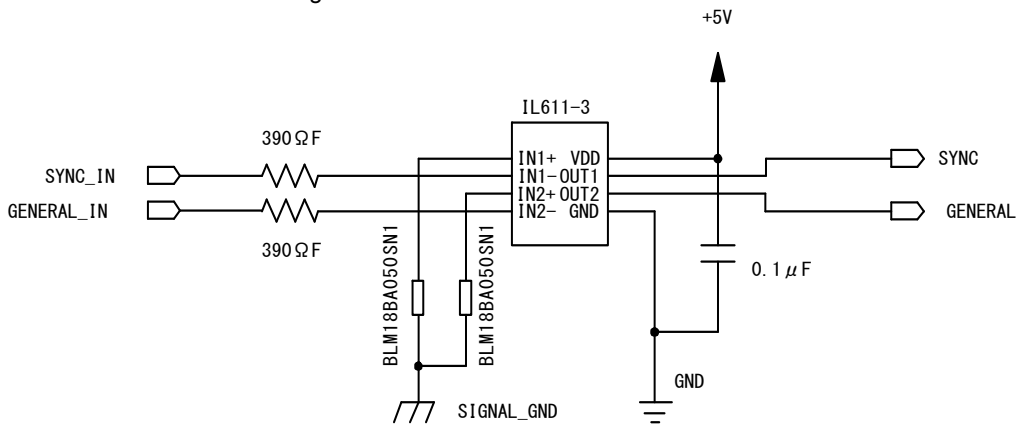 +5V
IL611-3
390ΩF
IN1+ VDD
IN1- OUT1
IN2+ OUT2
IN2- GND
SYNC_IN
GENERAL_IN
390ΩF
SYNC
GENERAL
BLM18BA050SN1
BLM18BA050SN1
0.1μF
GND
SIGNAL_GND